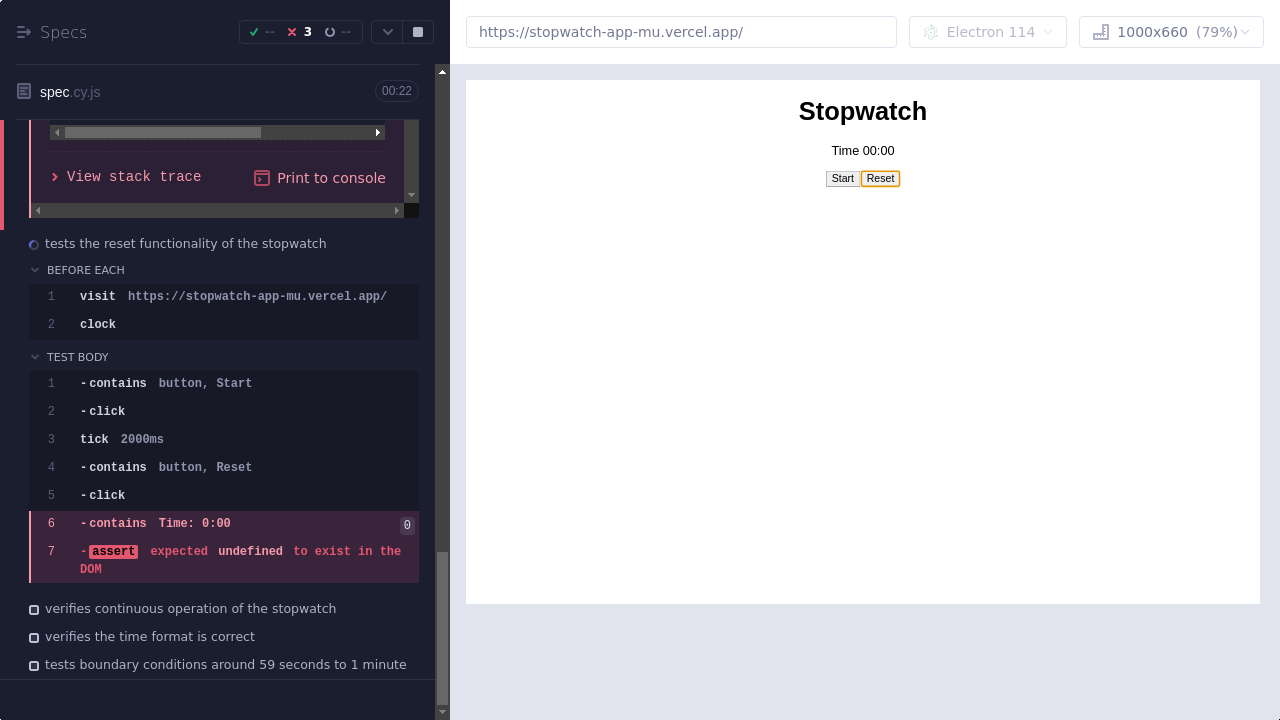 Specs
-- 3 --
spec.cy.js 00:22
View stack trace Print to console
tests the reset functionality of the stopwatch
BEFORE EACH
1 visit https://stopwatch-app-mu.vercel.app/
2 clock
TEST BODY
1 -contains button, Start
2 -click
3 tick 2000ms
4 -contains button, Reset
5 -click
6 -contains Time: 0:00 0
7 -assert expected undefined to exist in the
DOM
verifies continuous operation of the stopwatch
verifies the time format is correct
tests boundary conditions around 59 seconds to 1 minute
https://stopwatch-app-mu.vercel.app/
Electron 114
1000x660 (79%)
Stopwatch
Time 00:00
Start Reset